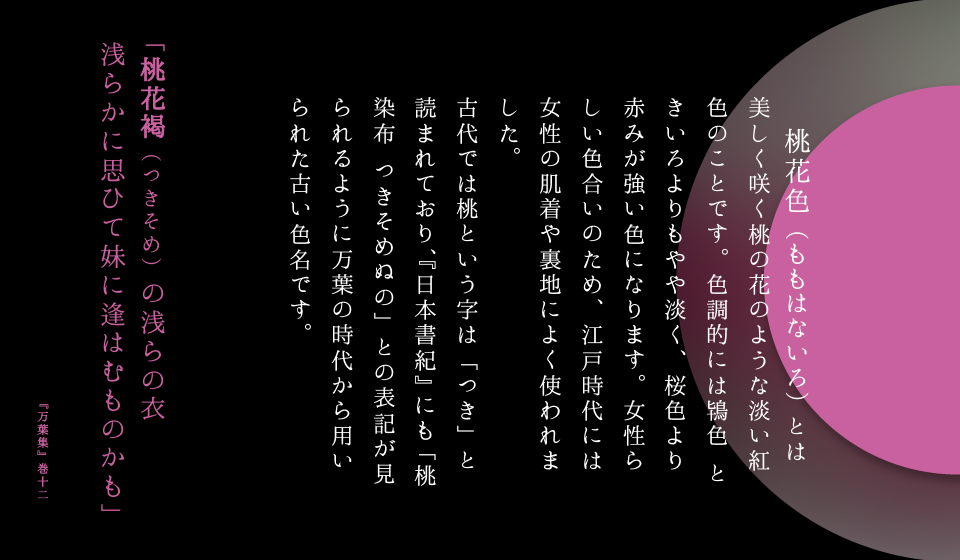 桃花色（ももはないろ）とは
美しく咲く桃の花のような淡い紅
色のことです。色調的には鴇色 と
きいろよりもやや淡く、桜色より
赤みが強い色になります。女性ら
しい色合いのため、江戸時代には
女性の肌着や裏地によく使われま
した。
古代では桃という字は「つき」と
読まれており、『日本書紀』にも「桃
染布 つきそめぬの」との表記が見
られるように万葉の時代から用い
られた古い色名です。
「桃花褐（つきそめ）の浅らの衣
浅らかに思ひて妹に逢はむものかも」
『万葉集』巻十二